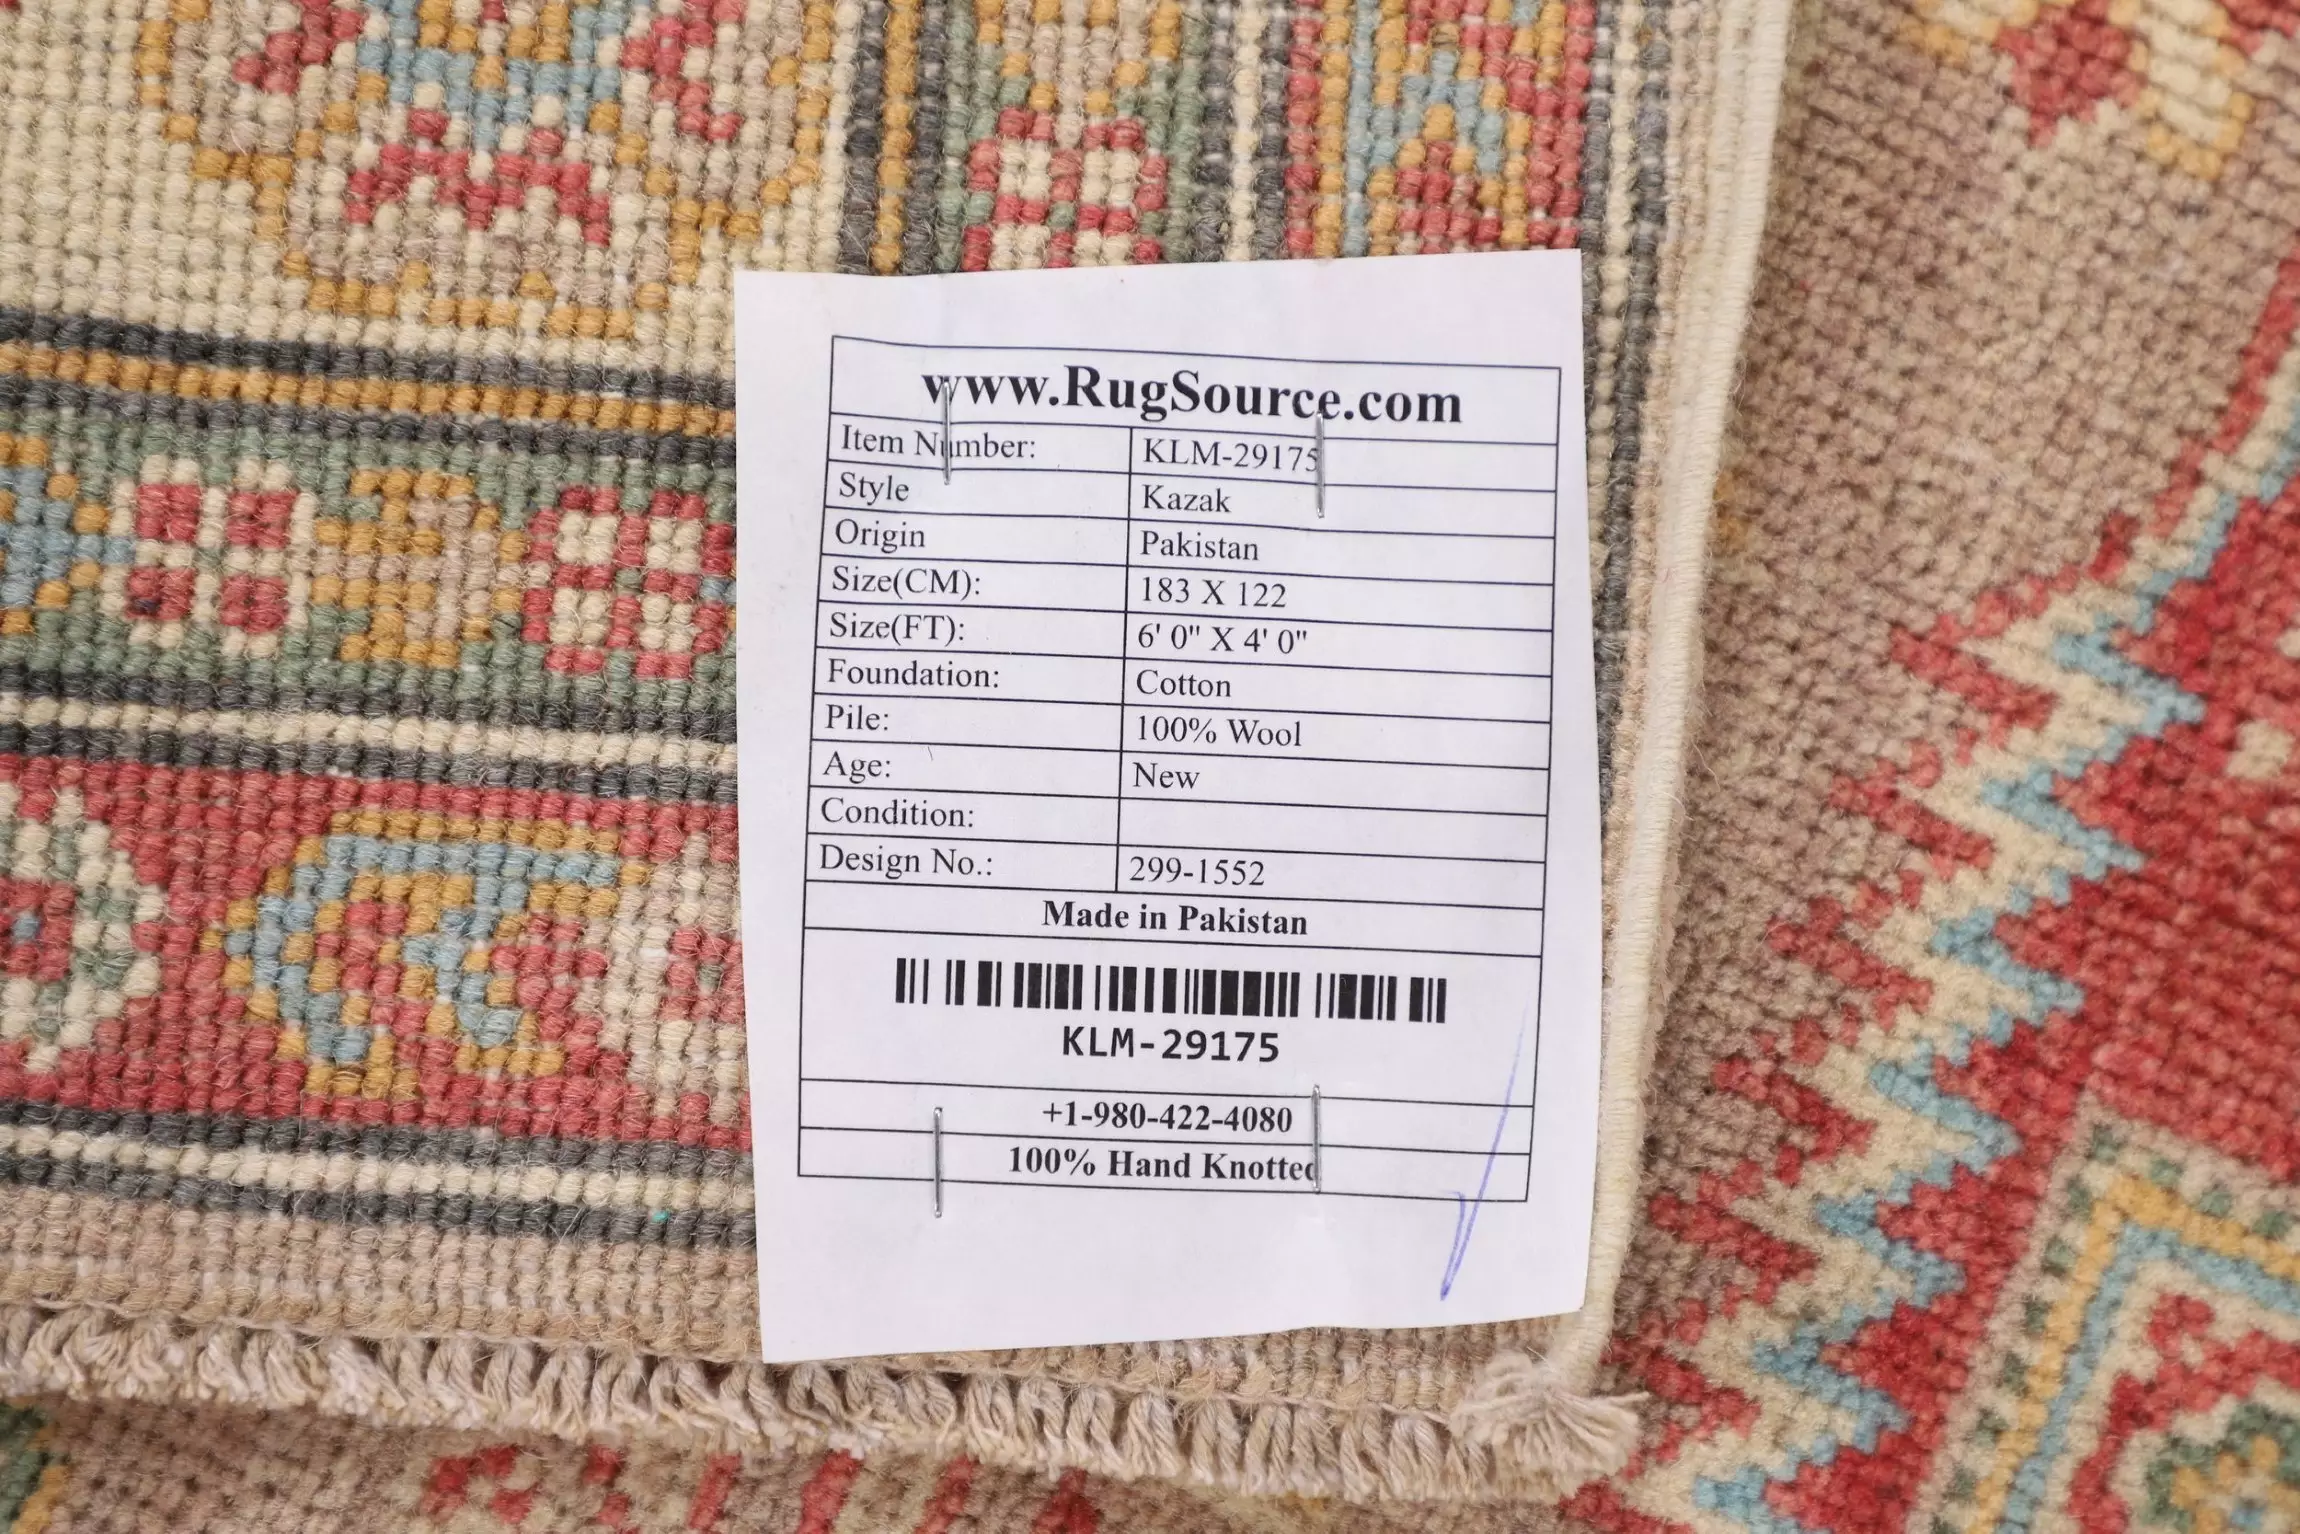 www.RugSource.com
Item Number: KLM-29175
Style Kazak
Origin Pakistan
Size(CM): 183 X 122
Size(FT): 6' 0" X 4' 0"
Foundation: Cotton
Pile: 100% Wool
Age: New
Condition:
Design No.: 299-1552
Made in Pakistan
KLM-29175
+1-980-422-4080
100% Hand Knotted